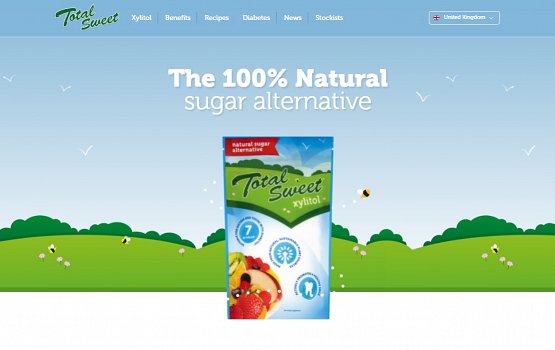 Total
Sweet
Xylitol
Benefits
Recipes
Diabetes
News
Stockists
United Kingdom
The 100% Natural
sugar alternative
natural sugar
alternative
Total Sweet
xylitol
7